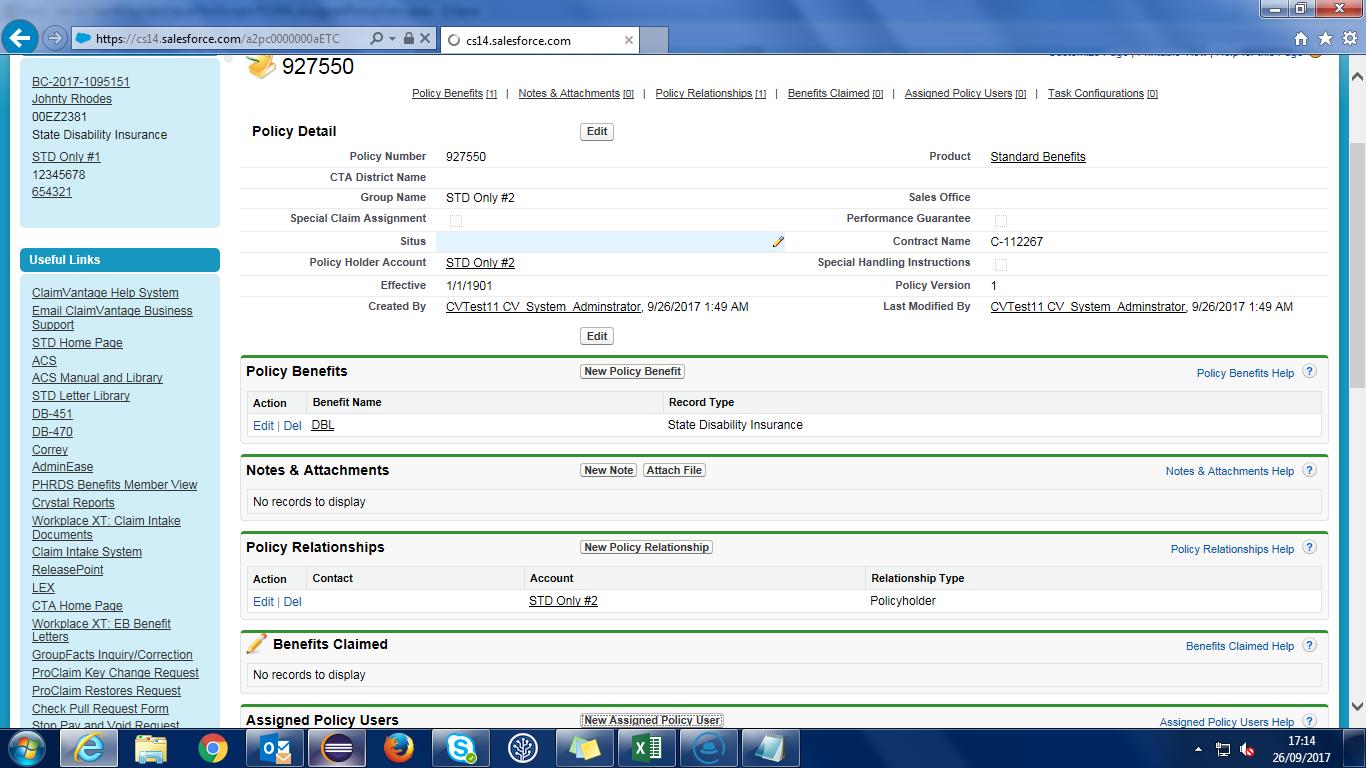 https://cs14.salesforce.com/a2pc0000000aETC
cs14.salesforce.com
BC-2017-1095151
Johnty Rhodes
00EZ2381
State Disability Insurance
STD Only #1
12345678
654321
Useful Links
ClaimVantage Help System
Email ClaimVantage Business
Support
STD Home Page
ACS
ACS Manual and Library
STD Letter Library
DB-451
DB-470
Correy
AdminEase
PHRDS Benefits Member View
Crystal Reports
Workplace XT: Claim Intake
Documents
Claim Intake System
ReleasePoint
LEX
CTA Home Page
Workplace XT: EB Benefit
Letters
GroupFacts Inquiry/Correction
ProClaim Key Change Request
ProClaim Restores Request
Check Pull Request Form
Stop Pay and Void Request
927550
Policy Benefits [1] | Notes & Attachments [0] | Policy Relationships [1] | Benefits Claimed [0] | Assigned Policy Users [0] | Task Configurations [0]
Policy Detail Edit
Policy Number 927550 Product Standard Benefits
CTA District Name
Group Name STD Only #2 Sales Office
Special Claim Assignment Performance Guarantee
Situs Contract Name C-112267
Policy Holder Account STD Only #2 Special Handling Instructions
Effective 1/1/1901 Policy Version 1
Created By CVTest11 CV_System_Adminstrator, 9/26/2017 1:49 AM Last Modified By CVTest11 CV_System_Adminstrator, 9/26/2017 1:49 AM
Edit
Policy Benefits New Policy Benefit Policy Benefits Help ?
Action Benefit Name Record Type
Edit | Del DBL State Disability Insurance
Notes & Attachments New Note Attach File Notes & Attachments Help ?
No records to display
Policy Relationships New Policy Relationship Policy Relationships Help ?
Action Contact Account Relationship Type
Edit | Del STD Only #2 Policyholder
Benefits Claimed Benefits Claimed Help ?
No records to display
Assigned Policy Users New Assigned Policy User Assigned Policy Users Help ?
17:14
26/09/2017